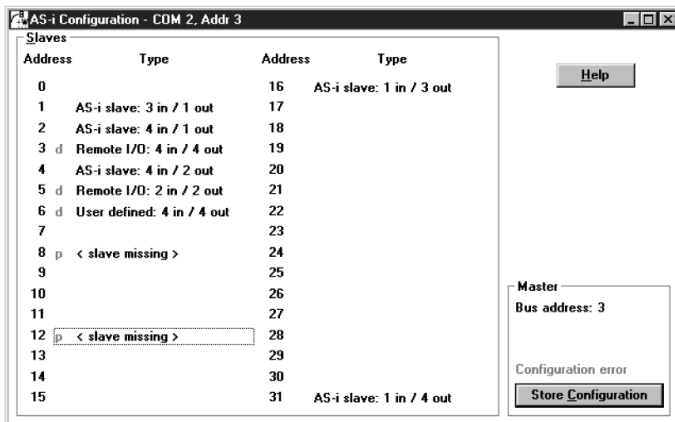 AS-i Configuration - COM 2, Addr 3
Slaves
Address Type Address Type
0 16 AS-i slave: 1 in / 3 out
1 AS-i slave: 3 in / 1 out 17
2 AS-i slave: 4 in / 1 out 18
3 d Remote I/O: 4 in / 4 out 19
4 AS-i slave: 4 in / 2 out 20
5 d Remote I/O: 2 in / 2 out 21
6 d User defined: 4 in / 4 out 22
7 23
8 p < slave missing > 24
9 25
10 26
11 27
12 p < slave missing > 28
13 29
14 30
15 31 AS-i slave: 1 in / 4 out
Help
Master
Bus address: 3
Configuration error
Store Configuration